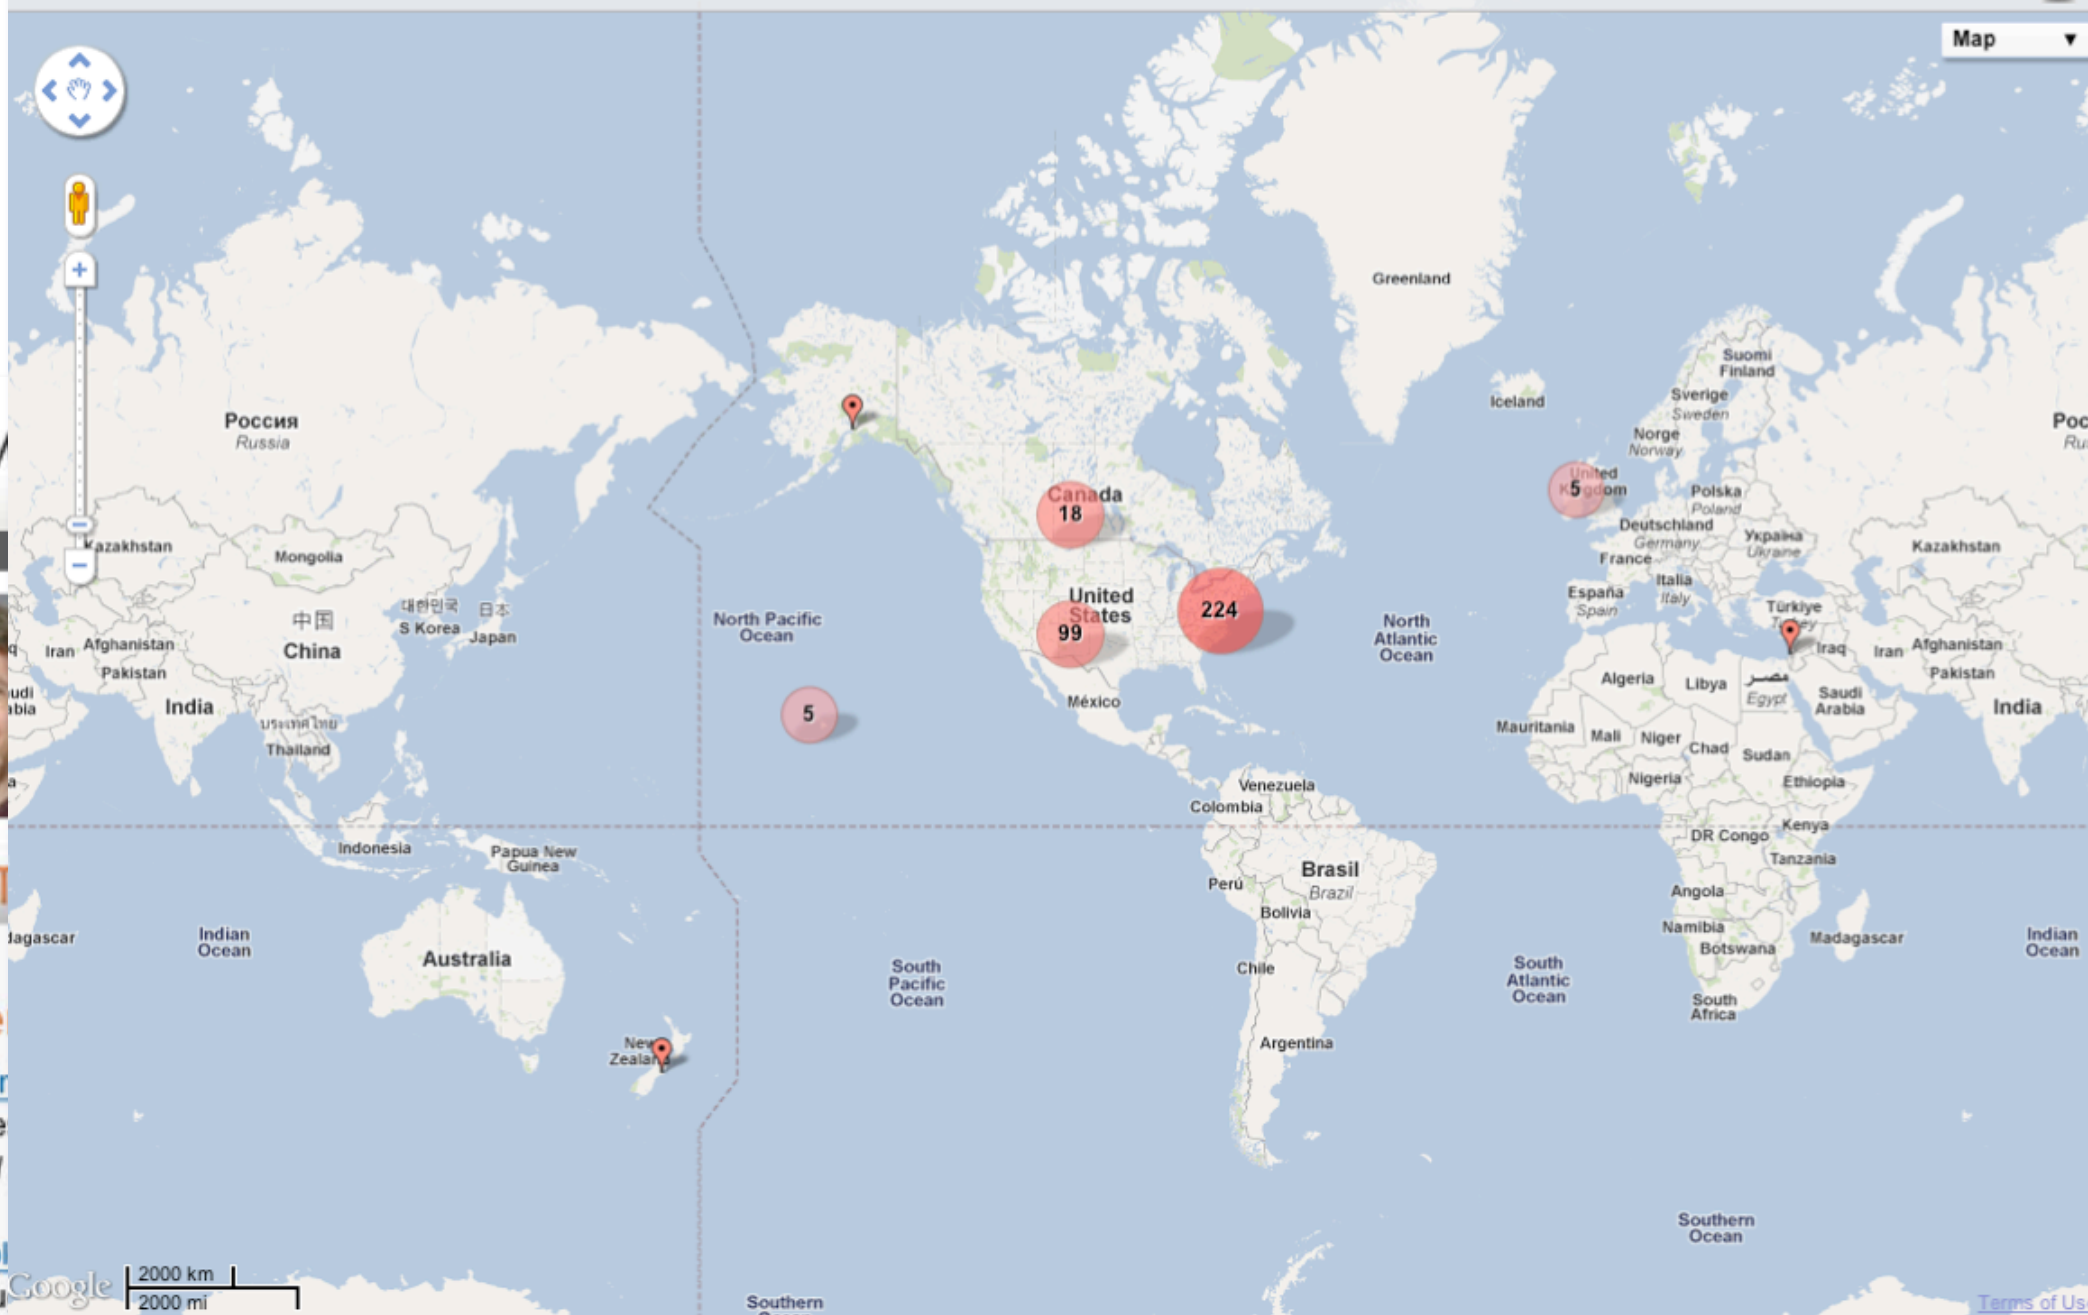 Map
Greenland
Suomi
Finland
Iceland
Sverige
Sweden
Россия
Russia
Norge
Norway
United
Kingdom
5
Canada
18
Polska
Poland
Deutschland
Germany
Україна
Ukraine
France
Kazakhstan
Mongolia
Kazakhstan
Italia
Italy
España
Spain
Türkiye
Turkey
United
States
224
99
中国
China
대한민국
S Korea
日本
Japan
North Pacific
Ocean
North
Atlantic
Ocean
Iran
Afghanistan
Pakistan
India
ประเทศไทย
Thailand
5
México
Algeria
Libya
مصر
Egypt
Iraq
Iran
Afghanistan
Pakistan
Saudi
Arabia
India
Mauritania
Mali
Niger
Chad
Sudan
Nigeria
Ethiopia
Venezuela
Colombia
DR Congo
Kenya
Tanzania
Indonesia
Papua New
Guinea
Perú
Brasil
Brazil
Bolivia
Angola
Namibia
Botswana
Madagascar
Indian
Ocean
Australia
South
Pacific
Ocean
Chile
South
Atlantic
Ocean
South
Africa
Indian
Ocean
New
Zealand
Argentina
Southern
Ocean
Google
2000 km
2000 mi
Southern
Terms of Us